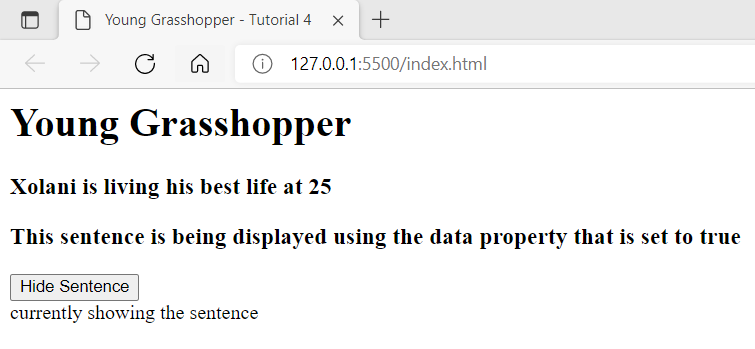 Young Grasshopper - Tutorial 4
127.0.0.1:5500/index.html
Young Grasshopper
Xolani is living his best life at 25
This sentence is being displayed using the data property that is set to true
Hide Sentence
currently showing the sentence